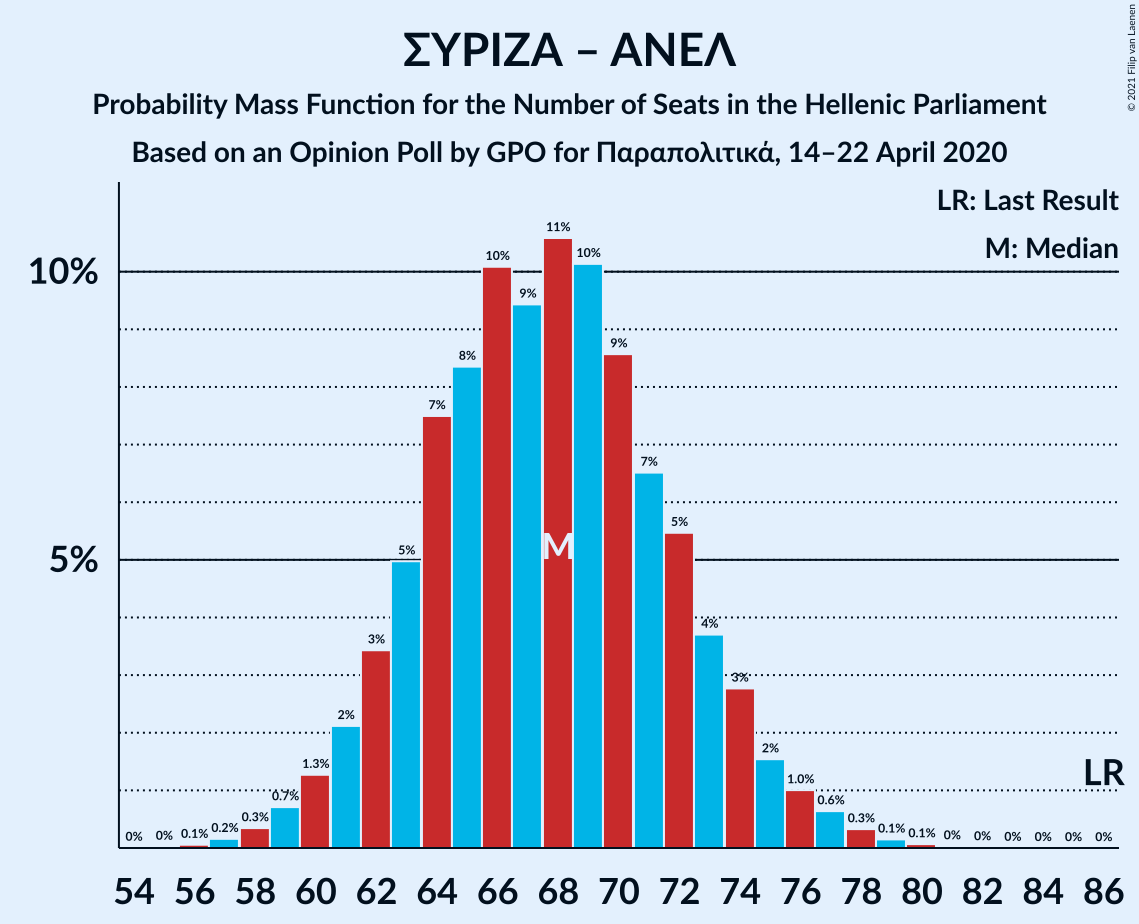 ΣΥΡΙΖΑ – ΑΝΕΛ
Probability Mass Function for the Number of Seats in the Hellenic Parliament
Based on an Opinion Poll by GPO for Παραπολιτικά, 14–22 April 2020
© 2021 Filip van Laenen
LR: Last Result
M: Median
10%
5%
0% 0% 0.1% 0.2% 0.3% 0.7% 1.3% 2% 3% 5% 7% 8% 10% 9% 11% 10% 9% 7% 5% 4% 3% 2% 1.0% 0.6% 0.3% 0.1% 0.1% 0% 0% 0% 0% 0% 0%
M
LR
54 56 58 60 62 64 66 68 70 72 74 76 78 80 82 84 86